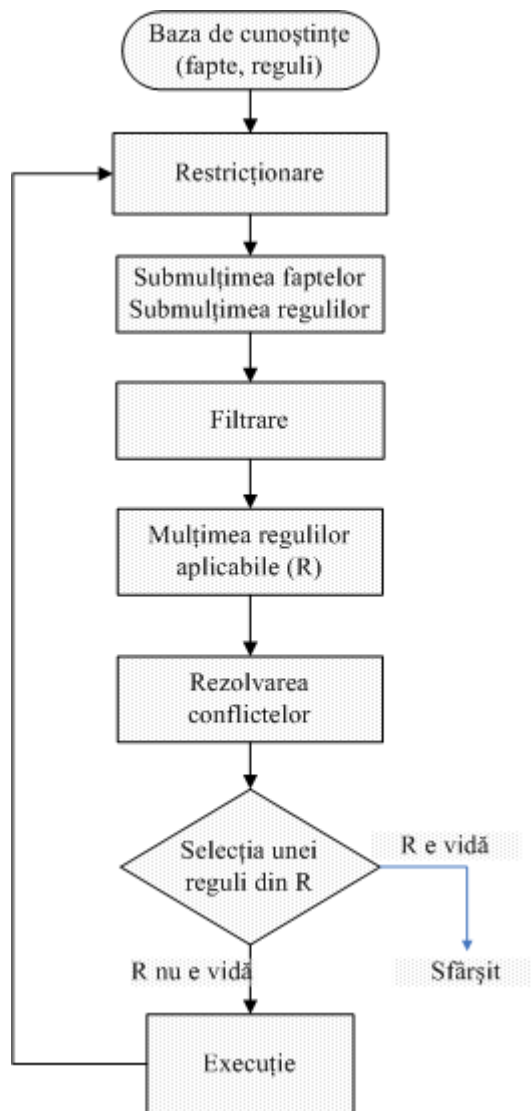 Baza de cunoștințe
(fapte, reguli)
Restricționare
Submulțimea faptelor
Submulțimea regulilor
Filtrare
Mulțimea regulilor
aplicabile (R)
Rezolvarea
conflictelor
Selecția unei
reguli din R
R e vidă
R nu e vidă
Sfârșit
Execuție